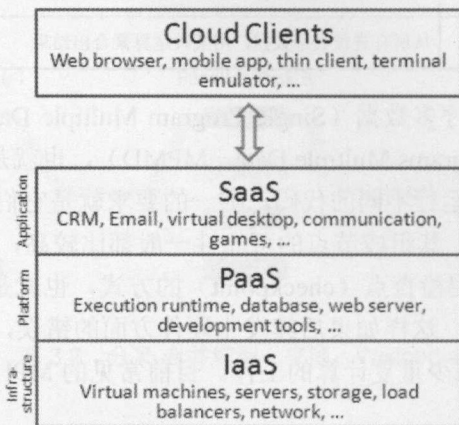 Cloud Clients
Web browser, mobile app, thin client, terminal
emulator, ...
Application
SaaS
CRM, Email, virtual desktop, communication,
games, ...
Platform
PaaS
Execution runtime, database, web server,
development tools, ...
Infra-
structure
IaaS
Virtual machines, servers, storage, load
balancers, network, ...